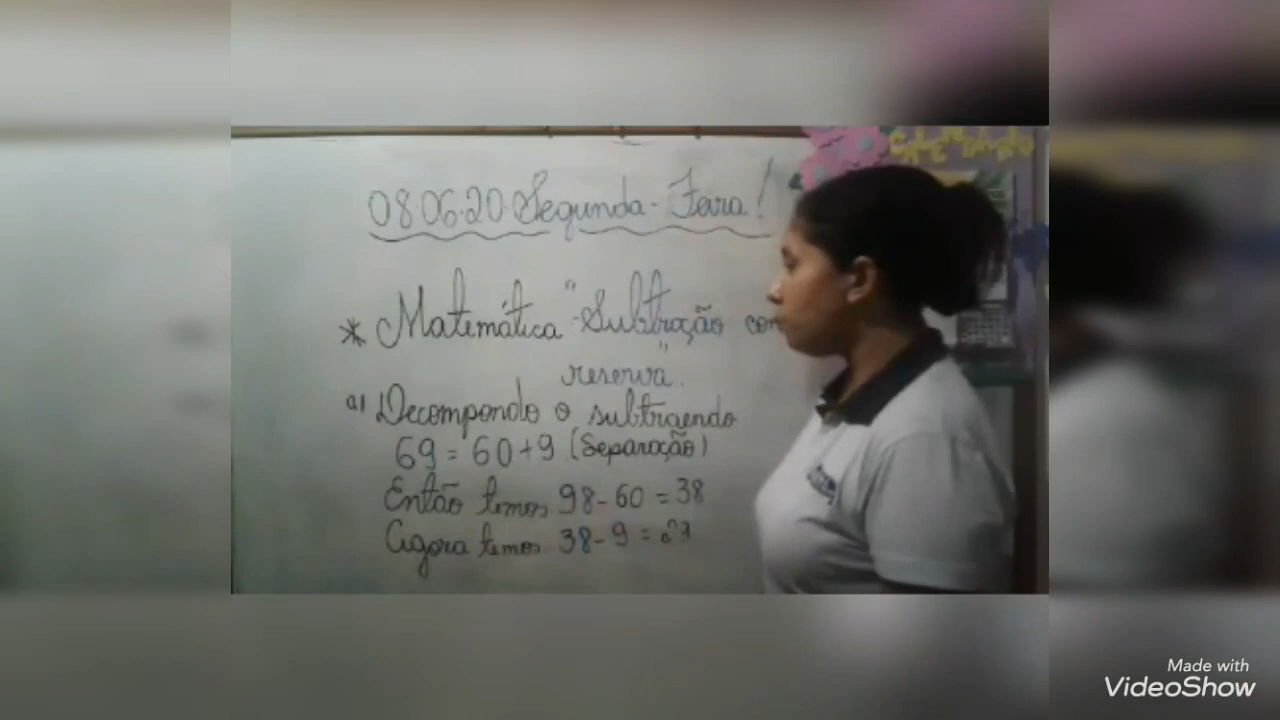 08.06.20. Segunda - Feira!
* Matemática "Subtração com
reserva".
a) Decompondo o subtraendo
69 = 60 + 9 (Separação)
Então temos 98 - 60 = 38
Agora temos 38 - 9 =
Made with
VideoShow